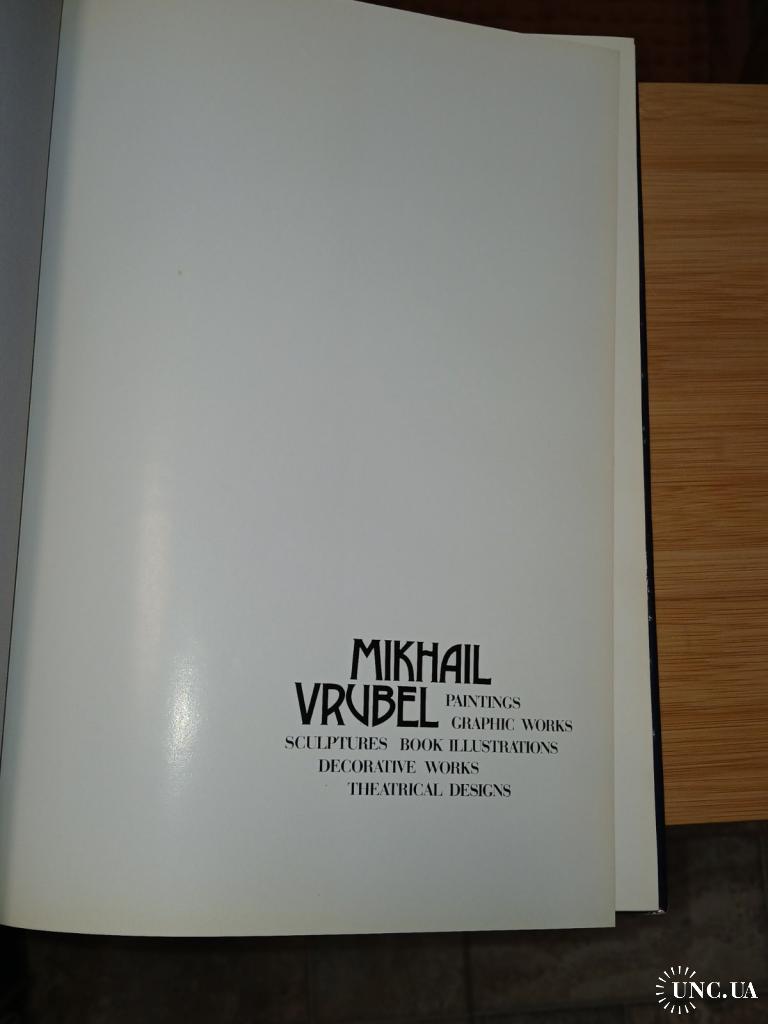 MIKHAIL
VRUBEL PAINTINGS
GRAPHIC WORKS
SCULPTURES BOOK ILLUSTRATIONS
DECORATIVE WORKS
THEATRICAL DESIGNS
UNC.UA